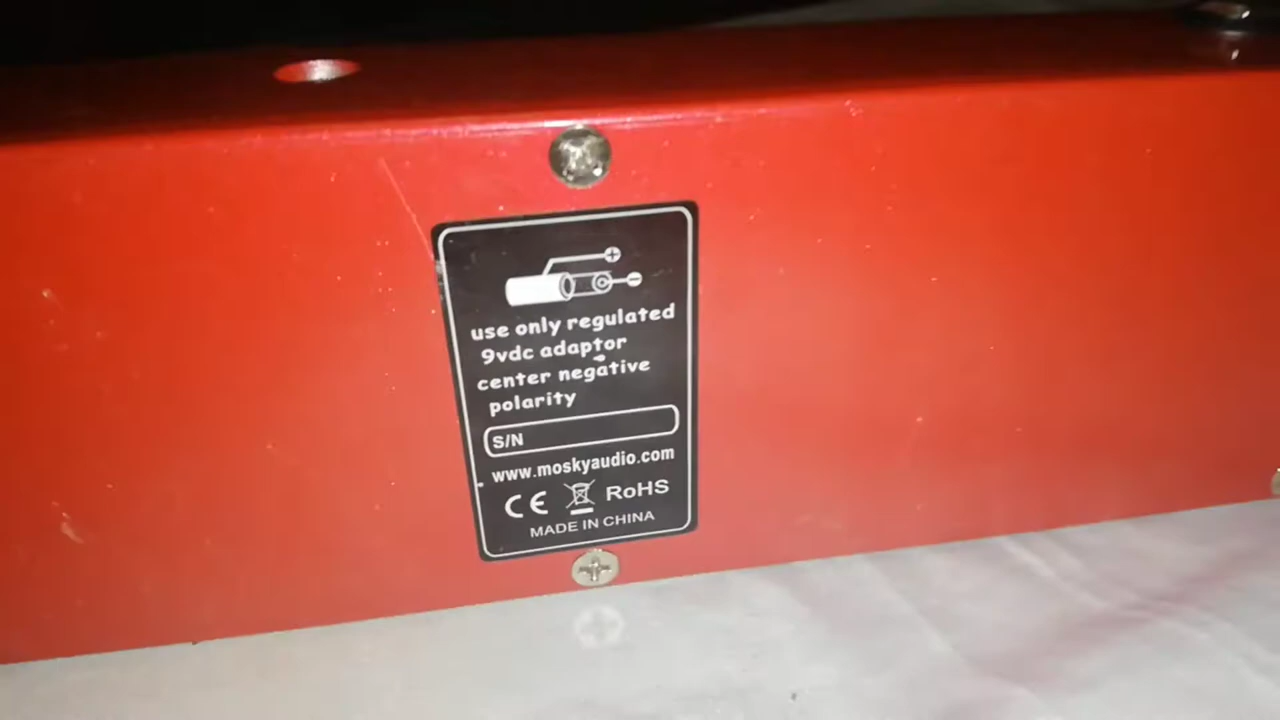 use only regulated
9vdc adaptor
center negative
polarity
S/N
www.moskyaudio.com
CE RoHS
MADE IN CHINA